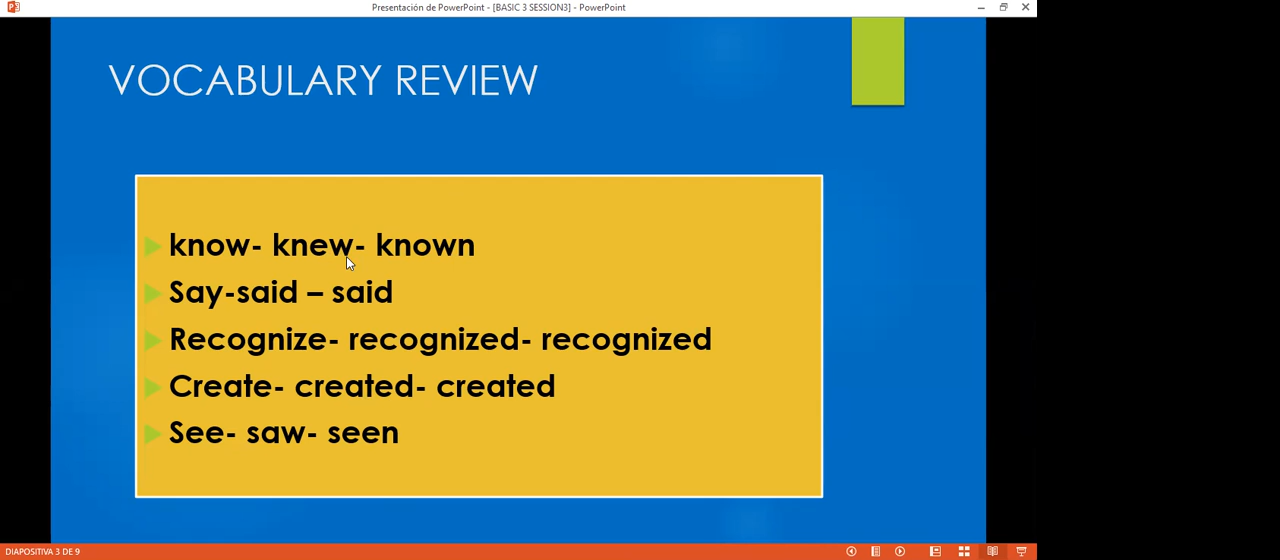 Presentación de PowerPoint - [BASIC 3 SESSION3] - PowerPoint
VOCABULARY REVIEW
know- knew- known
Say-said – said
Recognize- recognized- recognized
Create- created- created
See- saw- seen
DIAPOSITIVA 3 DE 9